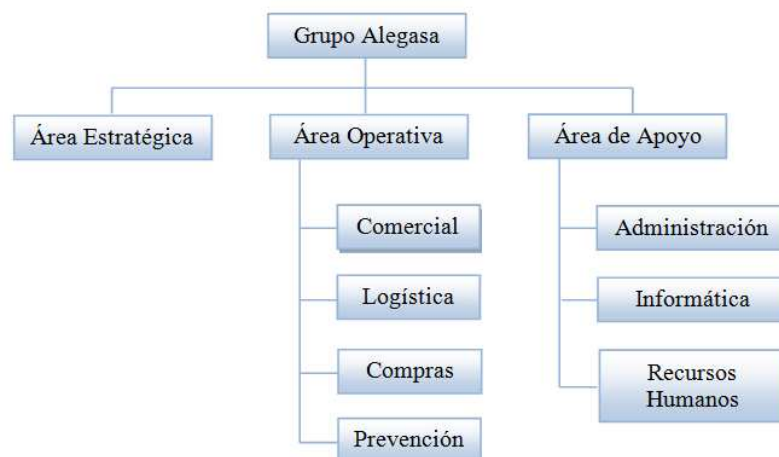 Grupo Alegasa
Área Estratégica
Área Operativa
Área de Apoyo
Comercial
Logística
Compras
Prevención
Administración
Informática
Recursos
Humanos